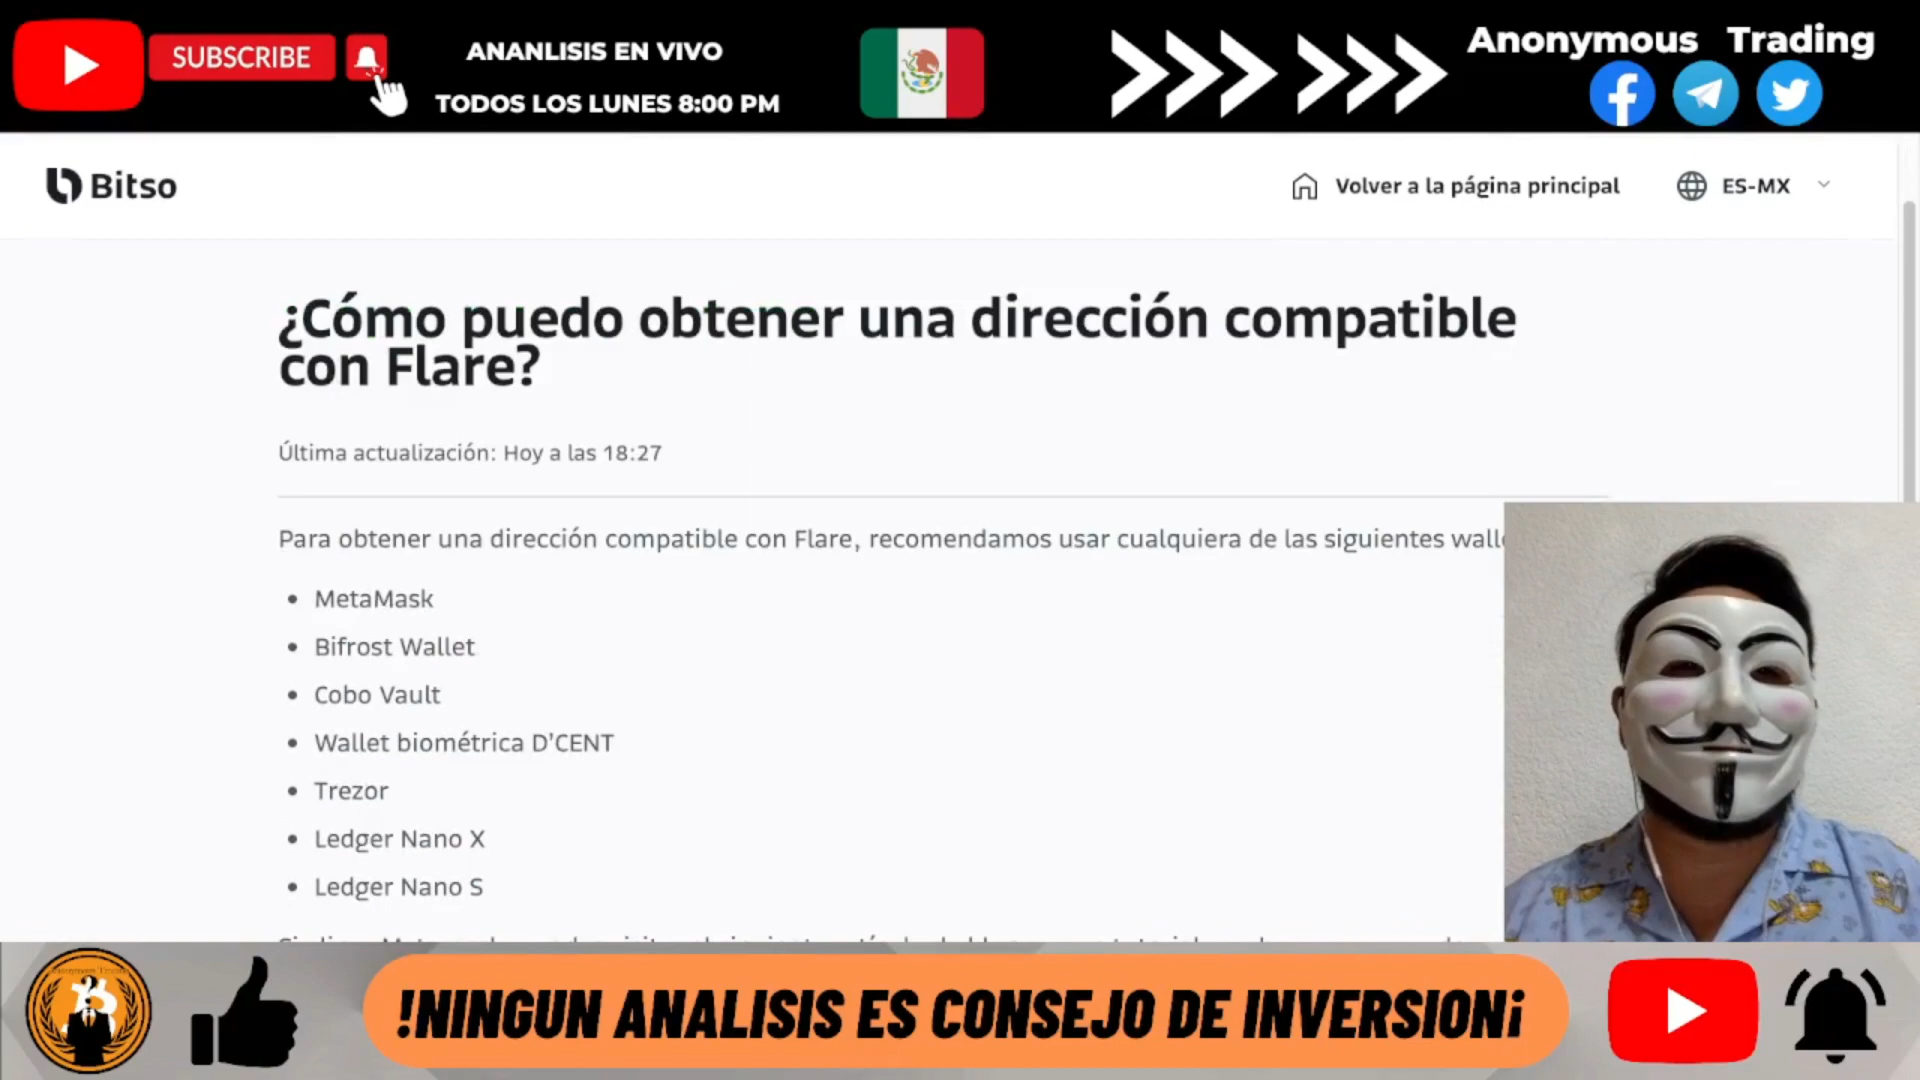 SUBSCRIBE
ANANLISIS EN VIVO
TODOS LOS LUNES 8:00 PM
Anonymous Trading
Bitso
Volver a la página principal
ES-MX
¿Cómo puedo obtener una dirección compatible
con Flare?
Última actualización: Hoy a las 18:27
Para obtener una dirección compatible con Flare, recomendamos usar cualquiera de las siguientes
• MetaMask
• Bifrost Wallet
• Cobo Vault
• Wallet biométrica D'CENT
• Trezor
• Ledger Nano X
• Ledger Nano S
!NINGUN ANALISIS ES CONSEJO DE INVERSION¡